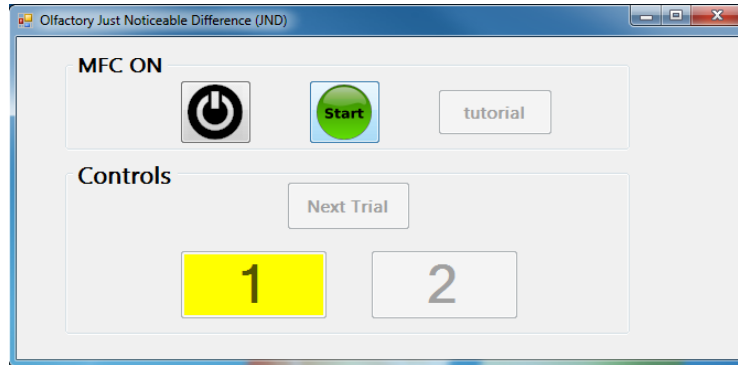 Olfactory Just Noticeable Difference (JND)
MFC ON
Start
tutorial
Controls
Next Trial
1
2